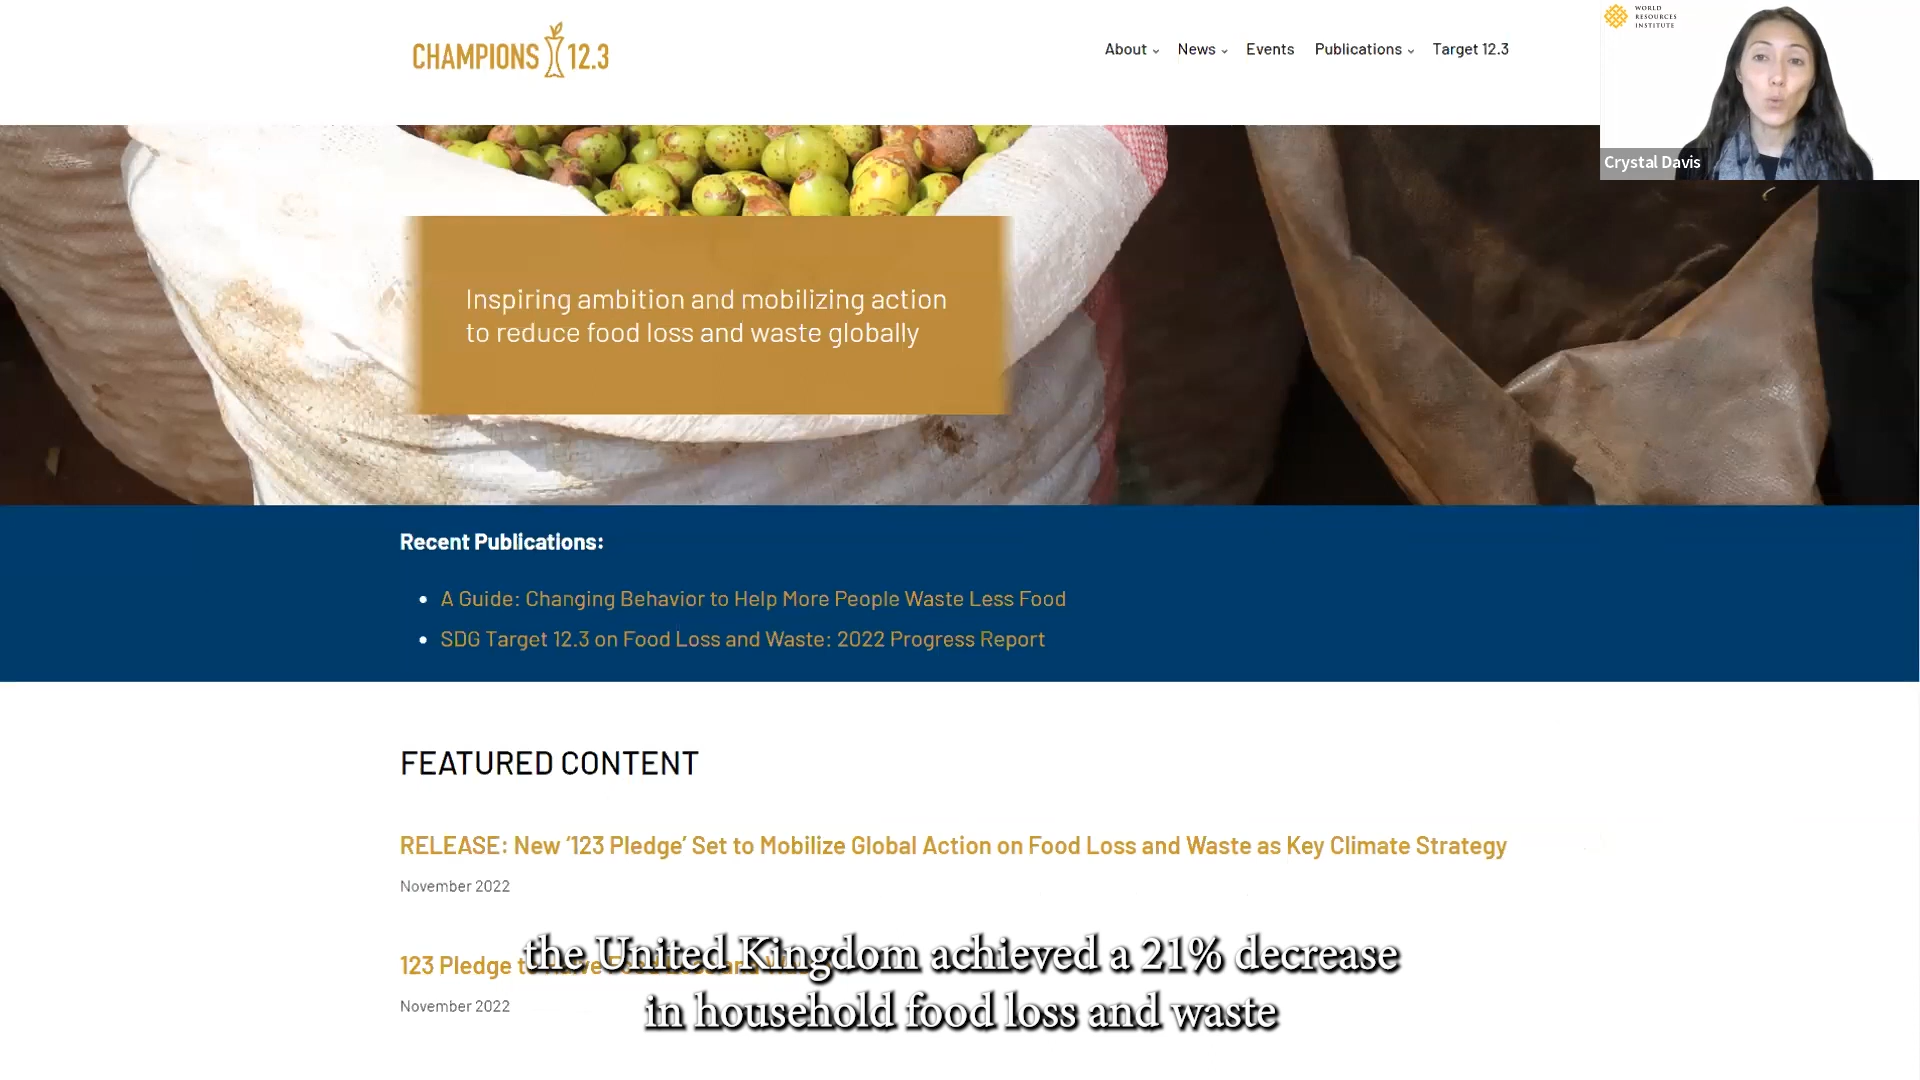 CHAMPIONS 12.3
About News Events Publications Target 12.3
WORLD
RESOURCES
INSTITUTE
Crystal Davis
Inspiring ambition and mobilizing action
to reduce food loss and waste globally
Recent Publications:
A Guide: Changing Behavior to Help More People Waste Less Food
SDG Target 12.3 on Food Loss and Waste: 2022 Progress Report
FEATURED CONTENT
RELEASE: New ‘123 Pledge’ Set to Mobilize Global Action on Food Loss and Waste as Key Climate Strategy
November 2022
123 Pledge
November 2022
the United Kingdom achieved a 21% decrease
in household food loss and waste